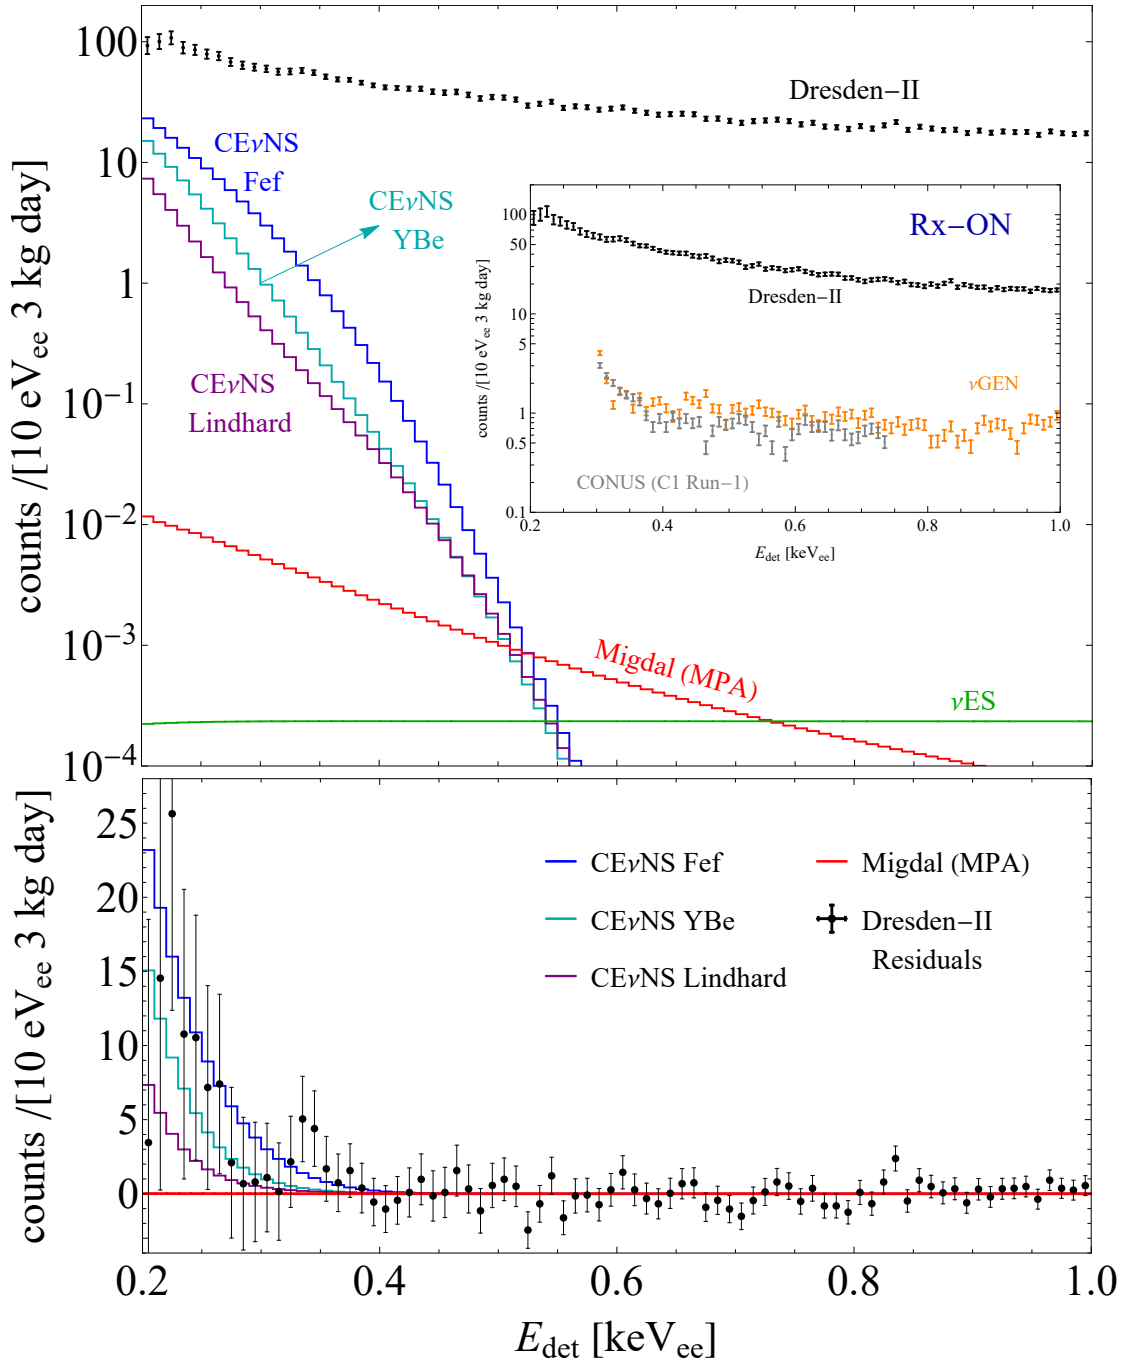 100
10
1
10⁻¹
10⁻²
10⁻³
10⁻⁴
counts /[10 eVₑₑ 3 kg day]
Dresden−II
CEνNS
Fef
CEνNS
YBe
CEνNS
Lindhard
Migdal (MPA)
νES
100
50
10
5
1
0.5
0.1
counts /[10 eVₑₑ 3 kg day]
Rx−ON
Dresden−II
νGEN
CONUS (C1 Run−1)
0.2
0.4
0.6
0.8
1.0
E_det [keVₑₑ]
25
20
15
10
5
0
counts /[10 eVₑₑ 3 kg day]
CEνNS Fef
CEνNS YBe
CEνNS Lindhard
Migdal (MPA)
Dresden−II
Residuals
0.2
0.4
0.6
0.8
1.0
E_det [keVₑₑ]